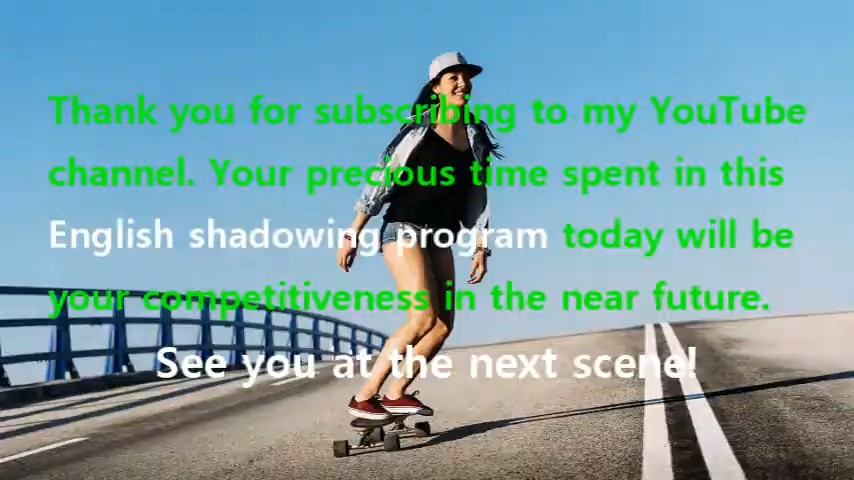 Thank you for subscribing to my YouTube
channel. Your precious time spent in this
English shadowing program today will be
your competitiveness in the near future.
See you at the next scene!